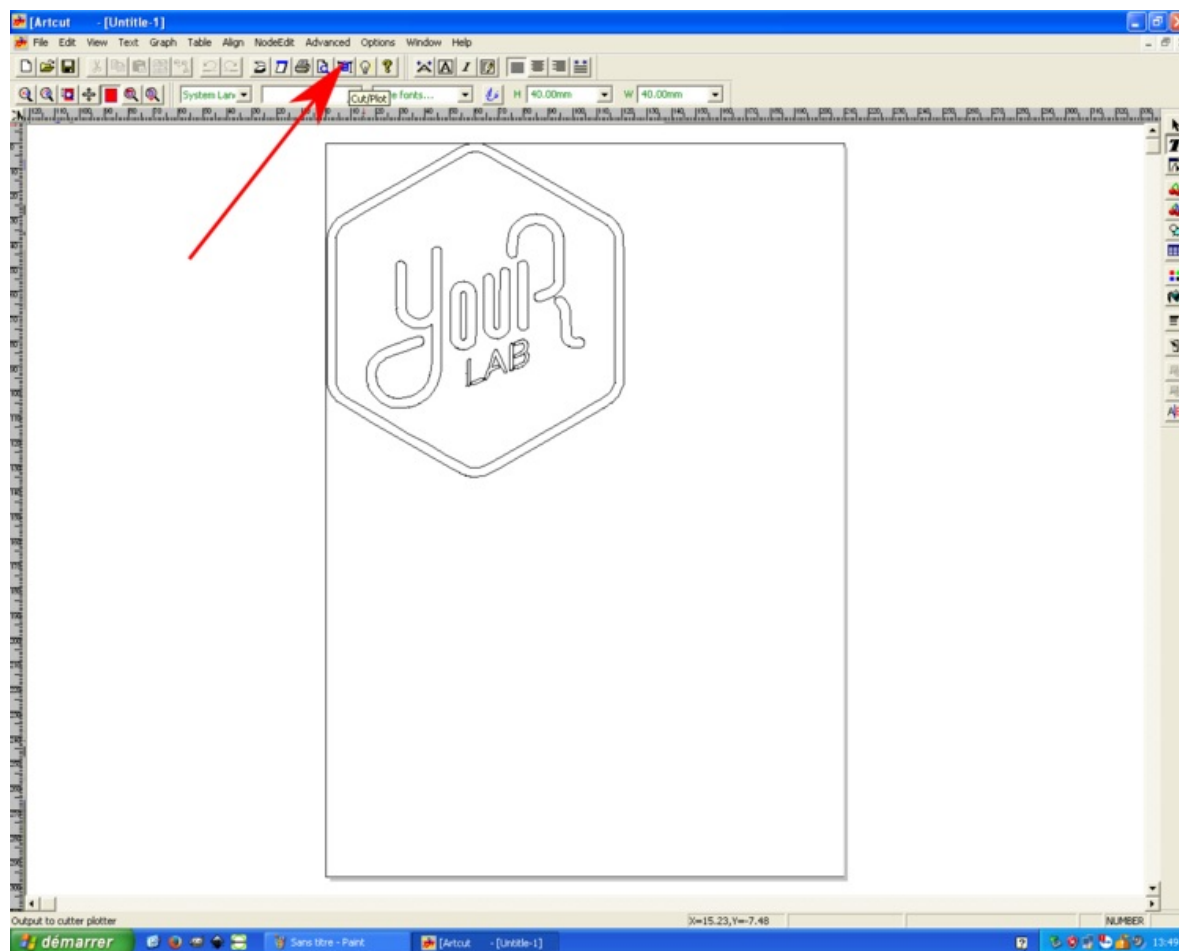 [Artcut - [Untitle-1]
File Edit View Text Graph Table Align NodeEdit Advanced Options Window Help
System Lan e fonts.... H 40.00mm W 40.00mm
Cut/Plot
youR
LAB
Output to cutter plotter X=15.23,Y=-7.48 NUMBER
démarrer Sans titre - Paint [Artcut - [Untitle-1] 13:49